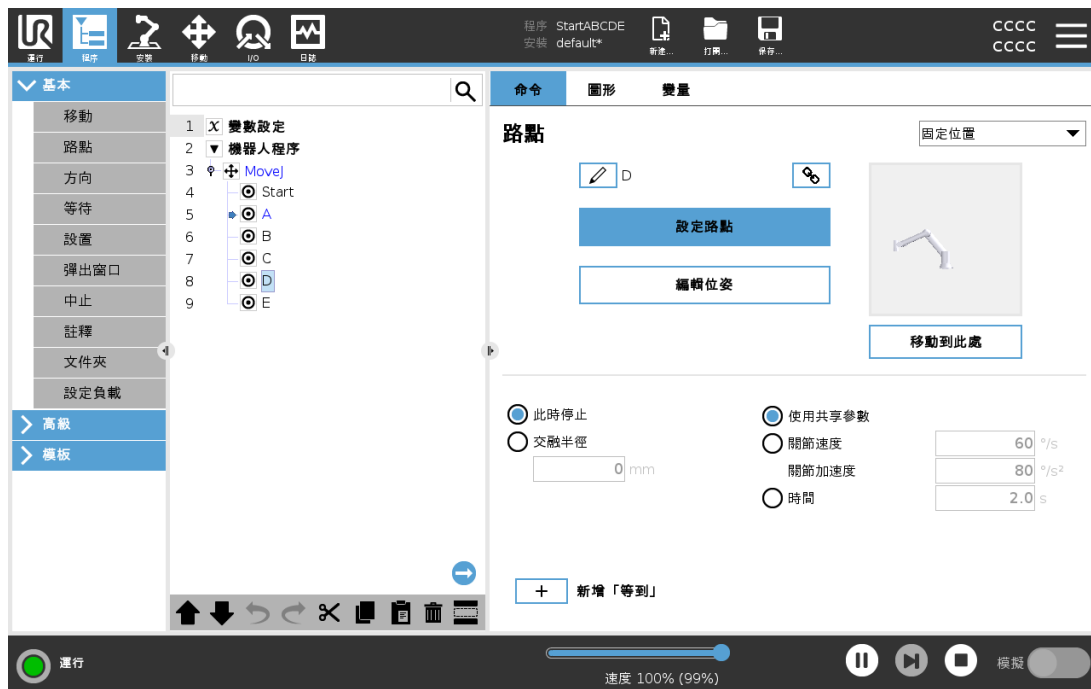 UR
運行
程序
安裝
移動
I/O
日誌
程序 StartABCDE
安裝 default*
新建...
打開...
保存...
CCCC
CCCC
基本
移動
路點
方向
等待
設置
彈出窗口
中止
註釋
文件夾
設定負載
高級
模板
1 X 變數設定
2 機器人程序
3 MoveJ
4 Start
5 A
6 B
7 C
8 D
9 E
命令 圖形 變量
路點
固定位置
D
設定路點
編輯位姿
移動到此處
此時停止
交融半徑
0 mm
使用共享參數
關節速度 60 °/s
關節加速度 80 °/s²
時間 2.0 s
+ 新增「等到」
運行
速度 100% (99%)
模擬